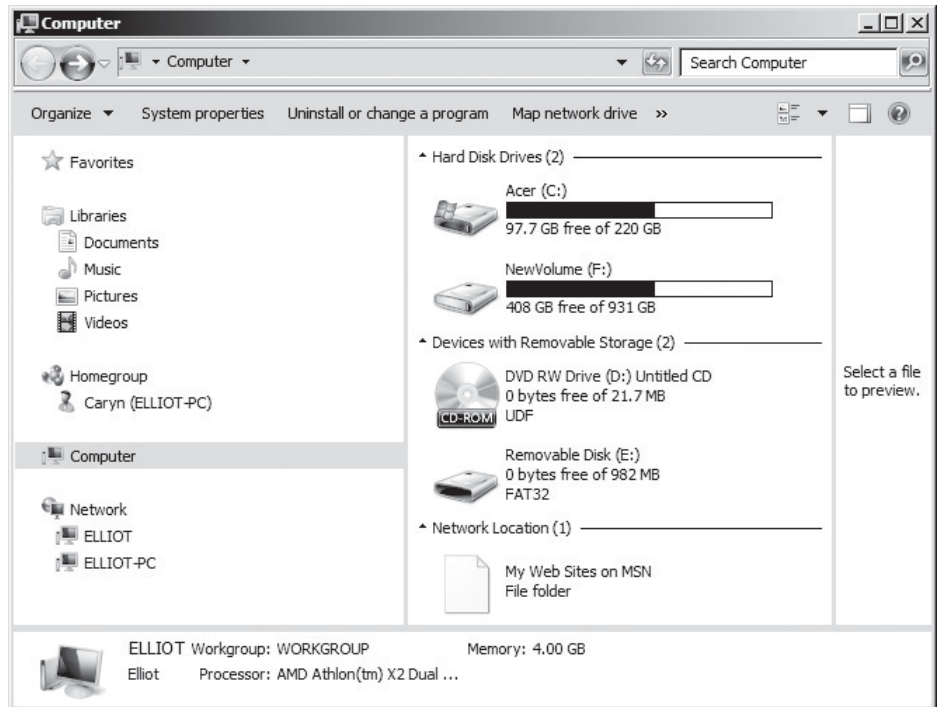 Computer
Computer
Search Computer
Organize
System properties
Uninstall or change a program
Map network drive
»
Favorites
Libraries
Documents
Music
Pictures
Videos
Homegroup
Caryn (ELLIOT-PC)
Computer
Network
ELLIOT
ELLIOT-PC
Hard Disk Drives (2)
Acer (C:)
97.7 GB free of 220 GB
NewVolume (F:)
408 GB free of 931 GB
Devices with Removable Storage (2)
DVD RW Drive (D:) Untitled CD
0 bytes free of 21.7 MB
UDF
CD-ROM
Removable Disk (E:)
0 bytes free of 982 MB
FAT32
Network Location (1)
My Web Sites on MSN
File folder
Select a file
to preview.
ELLIOT Workgroup: WORKGROUP Memory: 4.00 GB
Elliot Processor: AMD Athlon(tm) X2 Dual ...